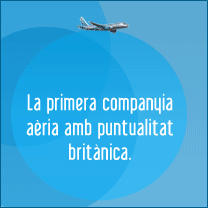 La primera companyia
aèria amb puntualitat
britànica.